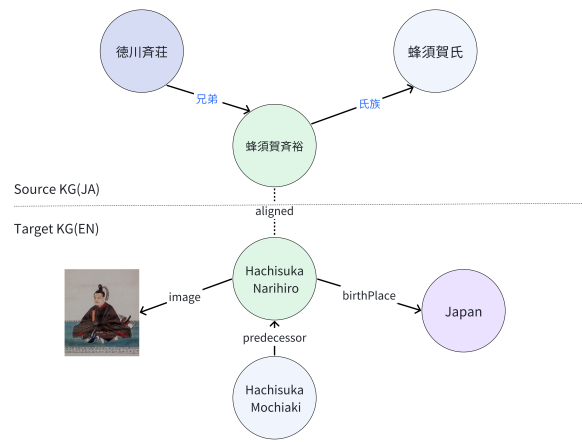 徳川斉荘
蜂須賀氏
兄弟
氏族
蜂須賀斉裕
Source KG(JA)
aligned
Target KG(EN)
Hachisuka
Narihiro
image
birthPlace
Japan
predecessor
Hachisuka
Mochiaki